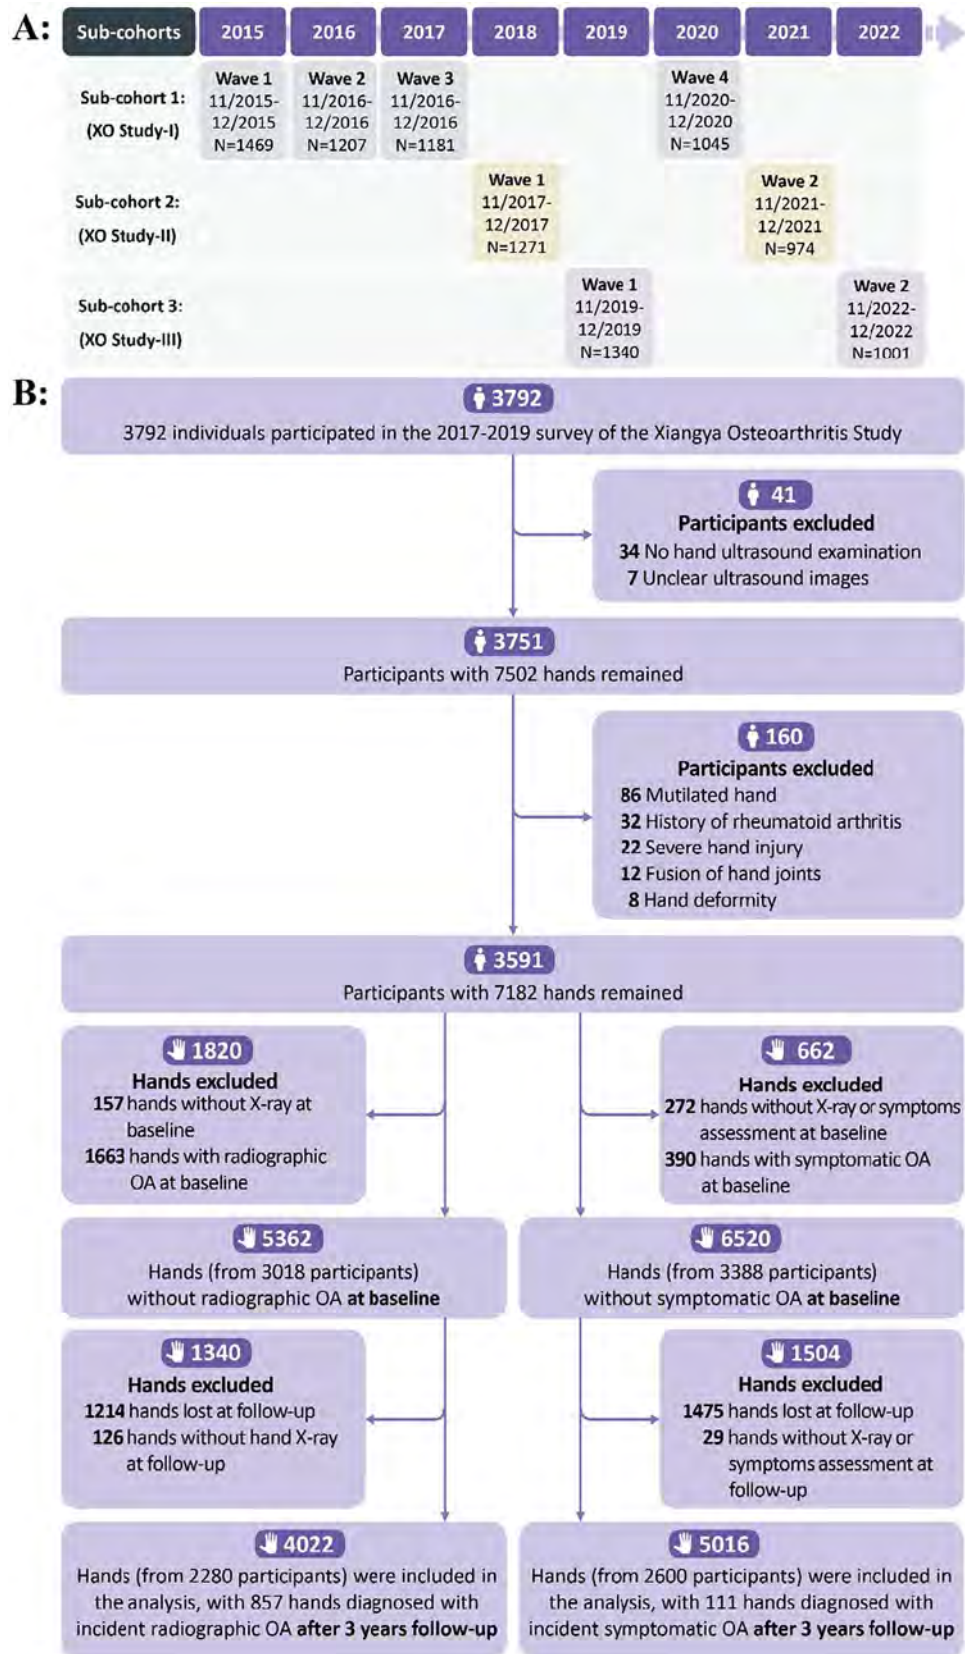 A:
Sub-cohorts 2015 2016 2017 2018 2019 2020 2021 2022
Sub-cohort 1:
(XO Study-I)
Wave 1
11/2015-
12/2015
N=1469
Wave 2
11/2016-
12/2016
N=1207
Wave 3
11/2016-
12/2016
N=1181
Wave 4
11/2020-
12/2020
N=1045
Sub-cohort 2:
(XO Study-II)
Wave 1
11/2017-
12/2017
N=1271
Wave 2
11/2021-
12/2021
N=974
Sub-cohort 3:
(XO Study-III)
Wave 1
11/2019-
12/2019
N=1340
Wave 2
11/2022-
12/2022
N=1001
B:
3792
3792 individuals participated in the 2017-2019 survey of the Xiangya Osteoarthritis Study
41
Participants excluded
34 No hand ultrasound examination
7 Unclear ultrasound images
3751
Participants with 7502 hands remained
160
Participants excluded
86 Mutilated hand
32 History of rheumatoid arthritis
22 Severe hand injury
12 Fusion of hand joints
8 Hand deformity
3591
Participants with 7182 hands remained
1820
Hands excluded
157 hands without X-ray at
baseline
1663 hands with radiographic
OA at baseline
662
Hands excluded
272 hands without X-ray or symptoms
assessment at baseline
390 hands with symptomatic OA
at baseline
5362
Hands (from 3018 participants)
without radiographic OA at baseline
6520
Hands (from 3388 participants)
without symptomatic OA at baseline
1340
Hands excluded
1214 hands lost at follow-up
126 hands without hand X-ray
at follow-up
1504
Hands excluded
1475 hands lost at follow-up
29 hands without X-ray or
symptoms assessment at
follow-up
4022
Hands (from 2280 participants) were included in
the analysis, with 857 hands diagnosed with
incident radiographic OA after 3 years follow-up
5016
Hands (from 2600 participants) were included in
the analysis, with 111 hands diagnosed with
incident symptomatic OA after 3 years follow-up